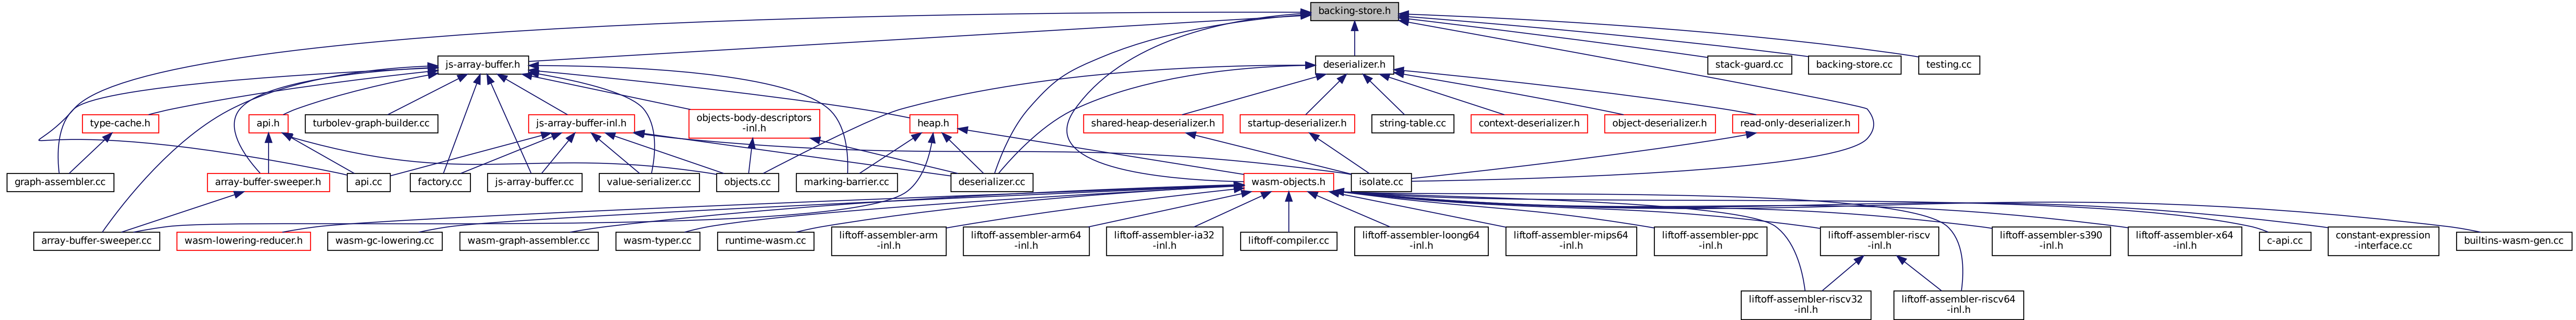 backing-store.h
js-array-buffer.h
deserializer.h
stack-guard.cc
backing-store.cc
testing.cc
type-cache.h
api.h
turbolev-graph-builder.cc
js-array-buffer-inl.h
objects-body-descriptors
-inl.h
heap.h
shared-heap-deserializer.h
startup-deserializer.h
string-table.cc
context-deserializer.h
object-deserializer.h
read-only-deserializer.h
graph-assembler.cc
array-buffer-sweeper.h
api.cc
factory.cc
js-array-buffer.cc
value-serializer.cc
objects.cc
marking-barrier.cc
deserializer.cc
wasm-objects.h
isolate.cc
array-buffer-sweeper.cc
wasm-lowering-reducer.h
wasm-gc-lowering.cc
wasm-graph-assembler.cc
wasm-typer.cc
runtime-wasm.cc
liftoff-assembler-arm
-inl.h
liftoff-assembler-arm64
-inl.h
liftoff-assembler-ia32
-inl.h
liftoff-compiler.cc
liftoff-assembler-loong64
-inl.h
liftoff-assembler-mips64
-inl.h
liftoff-assembler-ppc
-inl.h
liftoff-assembler-riscv
-inl.h
liftoff-assembler-s390
-inl.h
liftoff-assembler-x64
-inl.h
c-api.cc
constant-expression
-interface.cc
builtins-wasm-gen.cc
liftoff-assembler-riscv32
-inl.h
liftoff-assembler-riscv64
-inl.h